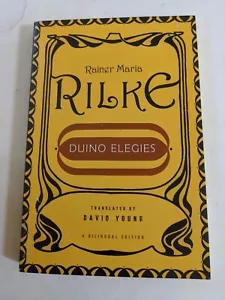 Rainer Maria
RILKE
DUINO ELEGIES
TRANSLATED BY
DAVID YOUNG
A BILINGUAL EDITION